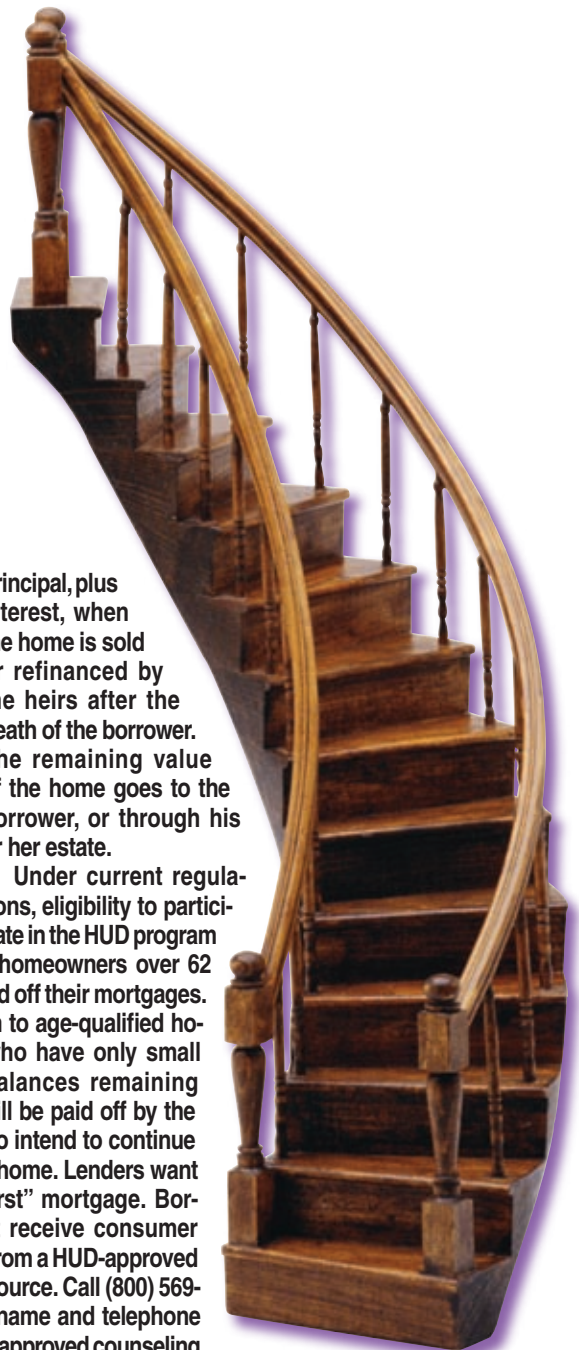 rincipal, plus
terest, when
e home is sold
r refinanced by
e heirs after the
eath of the borrower.
he remaining value
f the home goes to the
orrower, or through his
r her estate.
Under current regula-
ons, eligibility to partici-
ate in the HUD program
homeowners over 62
d off their mortgages.
n to age-qualified ho-
who have only small
alances remaining
ll be paid off by the
o intend to continue
home. Lenders want
rst” mortgage. Bor-
receive consumer
rom a HUD-approved
ource. Call (800) 569-
name and telephone
approved counseling